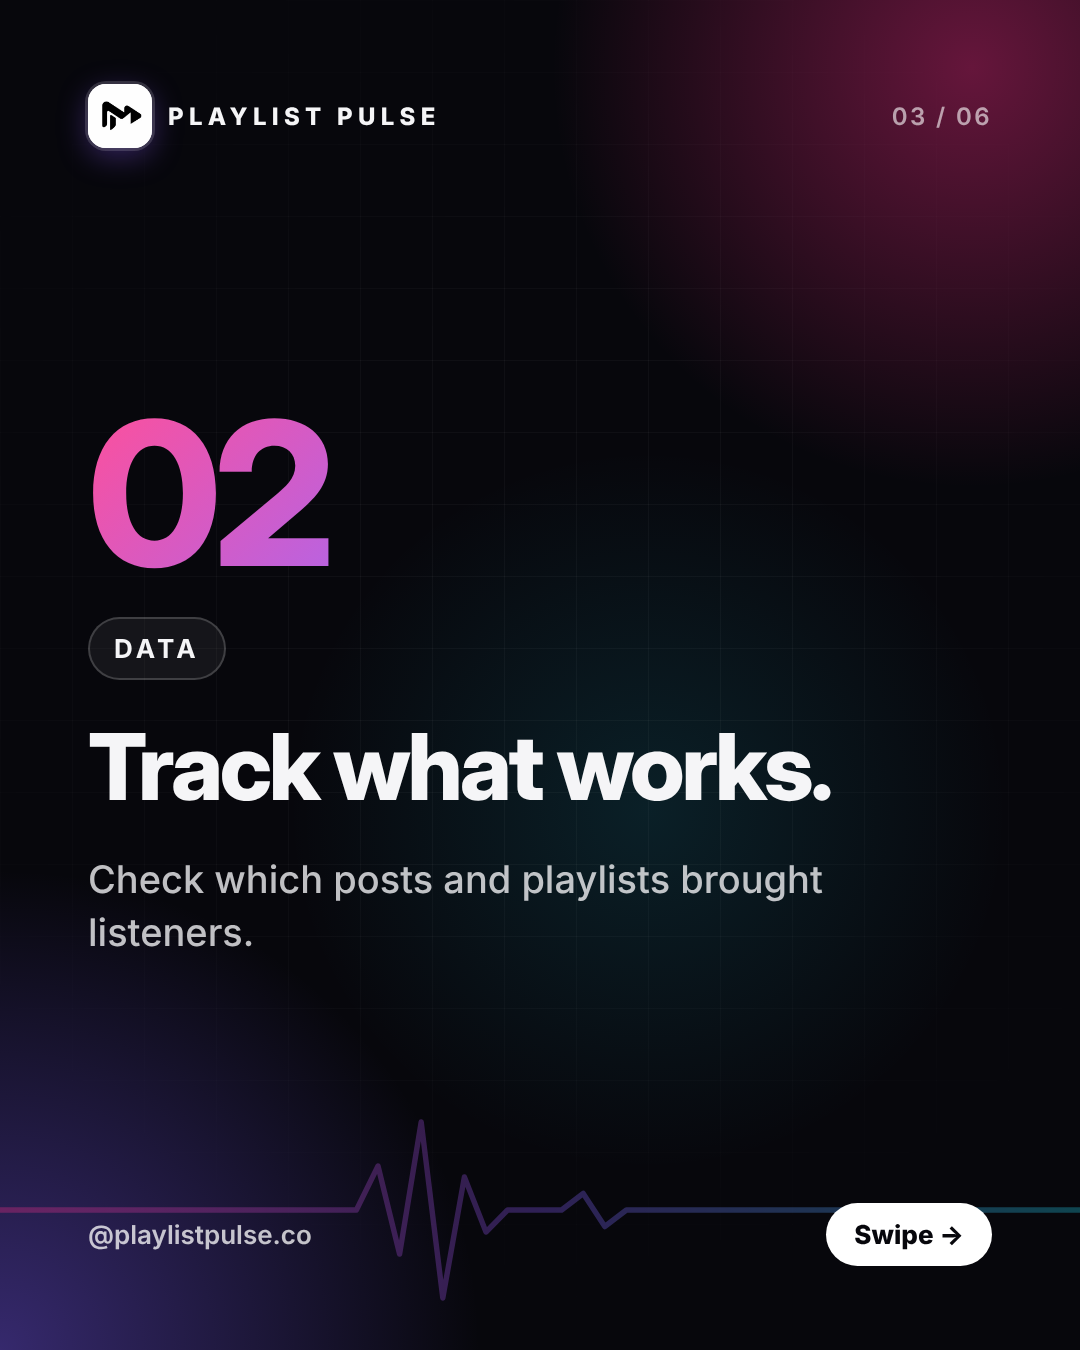 PLAYLIST PULSE
03 / 06
02
DATA
Track what works.
Check which posts and playlists brought
listeners.
@playlistpulse.co
Swipe →